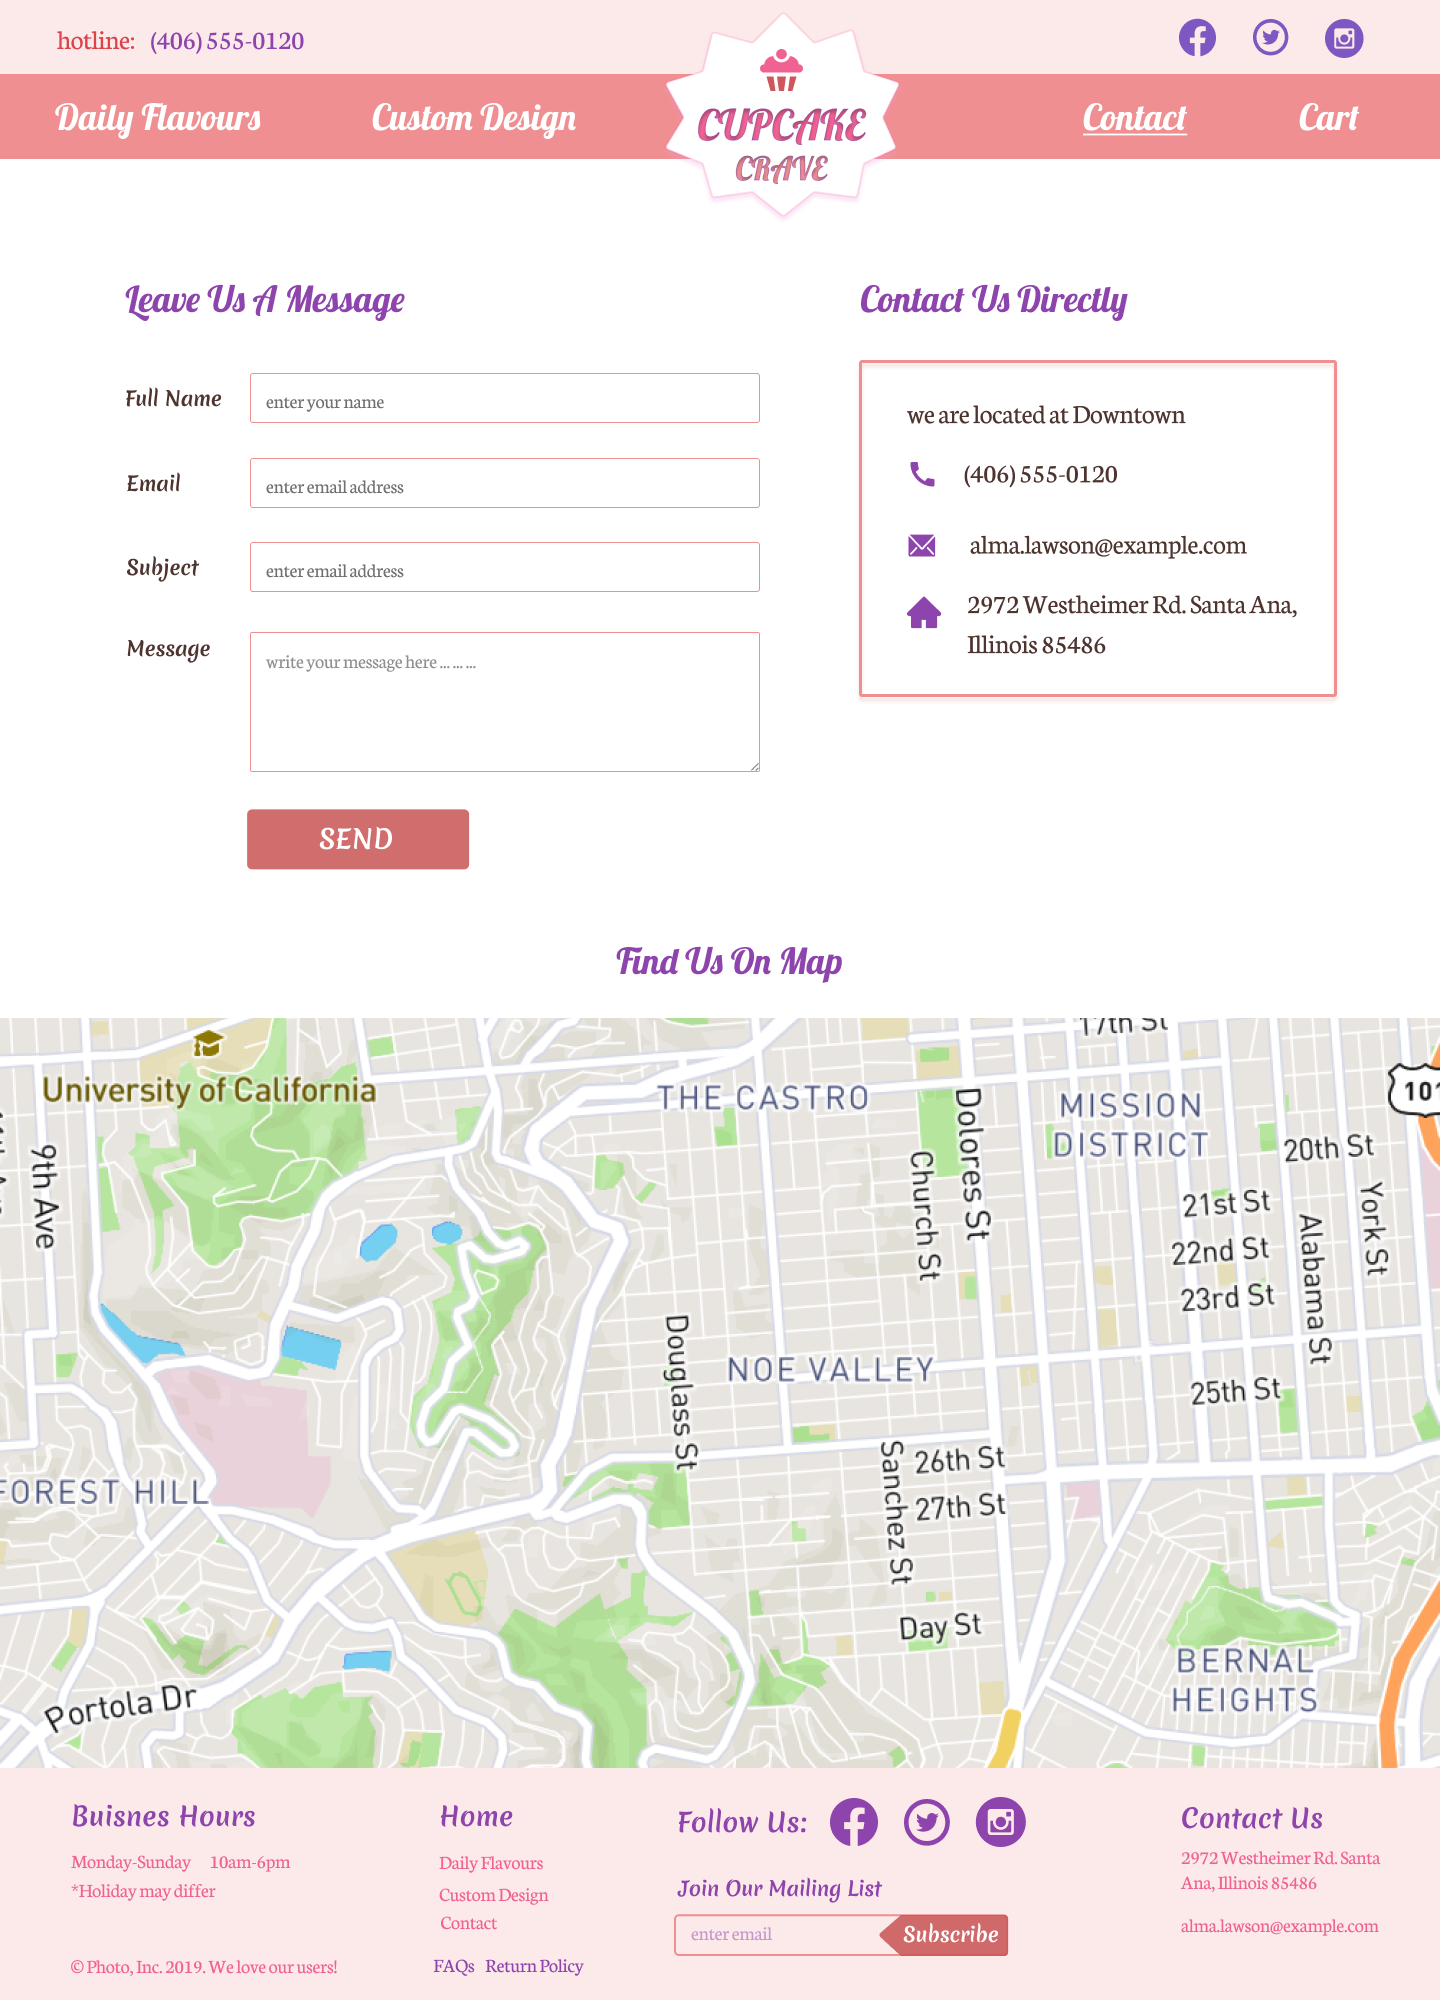 hotline: (406) 555-0120
Daily Flavours
Custom Design
CUPCAKE
CRAVE
Contact
Cart
Leave Us A Message
Full Name
enter your name
Email
enter email address
Subject
enter email address
Message
write your message here ... ... ...
SEND
Contact Us Directly
we are located at Downtown
(406) 555-0120
alma.lawson@example.com
2972 Westheimer Rd. Santa Ana,
Illinois 85486
Find Us On Map
17th St
University of California
THE CASTRO
MISSION
DISTRICT
101
9th Ave
Dolores St
Church St
20th St
York St
21st St
22nd St
23rd St
Alabama St
Douglass St
NOE VALLEY
25th St
FOREST HILL
26th St
27th St
Sanchez St
Day St
BERNAL
HEIGHTS
Portola Dr
Buisnes Hours
Monday-Sunday 10am-6pm
*Holiday may differ
© Photo, Inc. 2019. We love our users!
Home
Daily Flavours
Custom Design
Contact
FAQs Return Policy
Follow Us:
Join Our Mailing List
enter email
Subscribe
Contact Us
2972 Westheimer Rd. Santa
Ana, Illinois 85486
alma.lawson@example.com